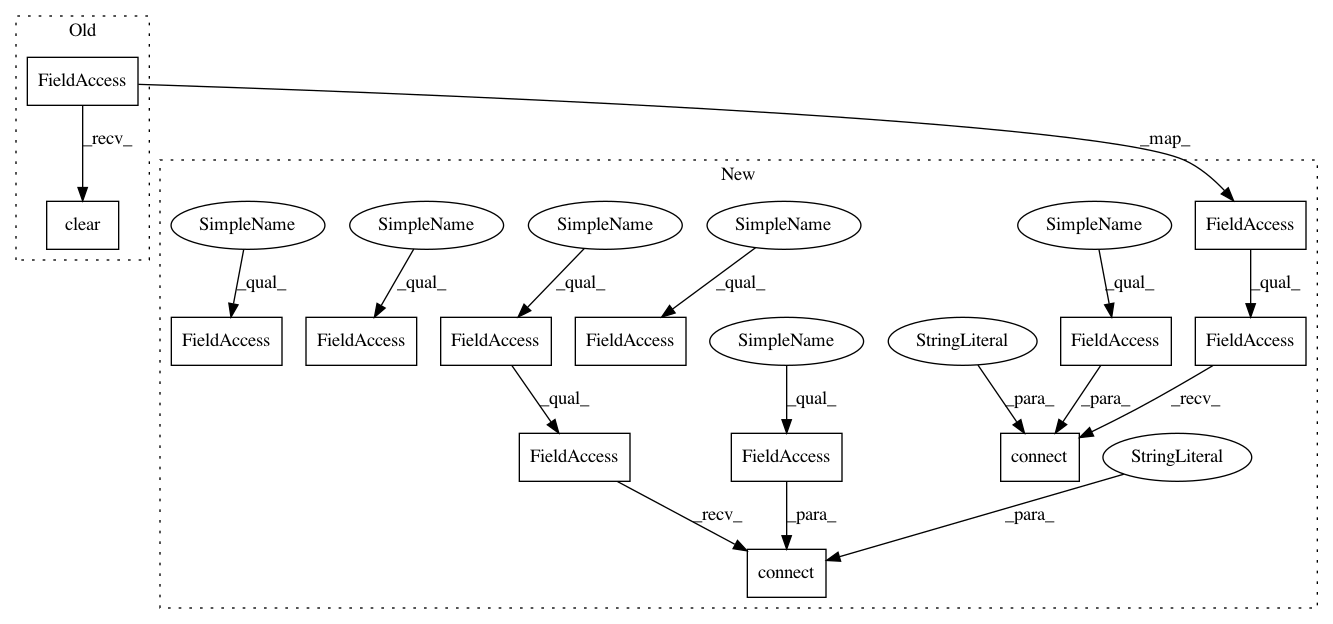 Old
FieldAccess
_recv_
_map_
clear
New
SimpleName SimpleName SimpleName SimpleName SimpleName FieldAccess
_qual_ _qual_ _qual_ _qual_ _qual_ _qual_
FieldAccess FieldAccess FieldAccess FieldAccess SimpleName StringLiteral FieldAccess FieldAccess
_qual_ _qual_ _para_ _para_ _recv_
FieldAccess FieldAccess connect StringLiteral
_recv_ _para_ _para_
connect